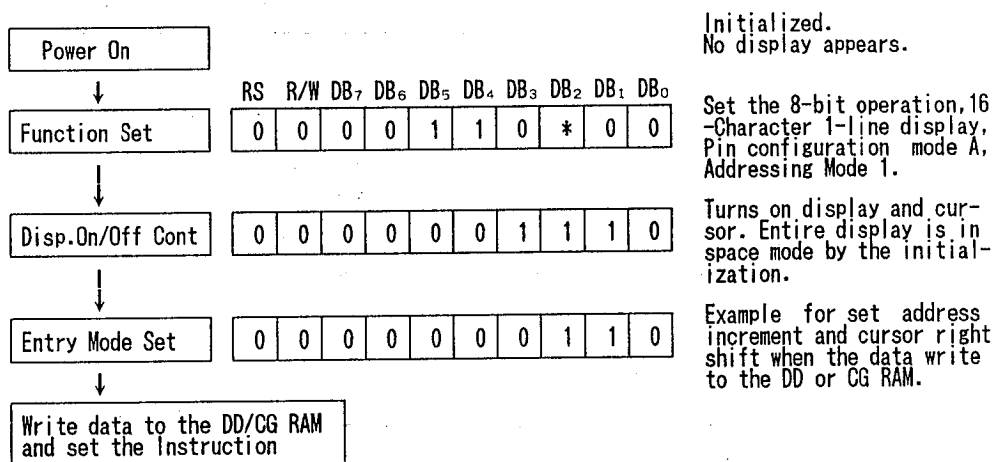 Power On
Initialized.
No display appears.
RS R/W DB₇ DB₆ DB₅ DB₄ DB₃ DB₂ DB₁ DB₀
Function Set
0 0 0 0 1 1 0 * 0 0
Set the 8-bit operation,16
-Character 1-line display,
Pin configuration mode A,
Addressing Mode 1.
Disp.On/Off Cont
0 0 0 0 0 0 1 1 1 0
Turns on display and cur-
sor. Entire display is in
space mode by the initial-
ization.
Entry Mode Set
0 0 0 0 0 0 0 1 1 0
Example for set address
increment and cursor right
shift when the data write
to the DD or CG RAM.
Write data to the DD/CG RAM
and set the Instruction